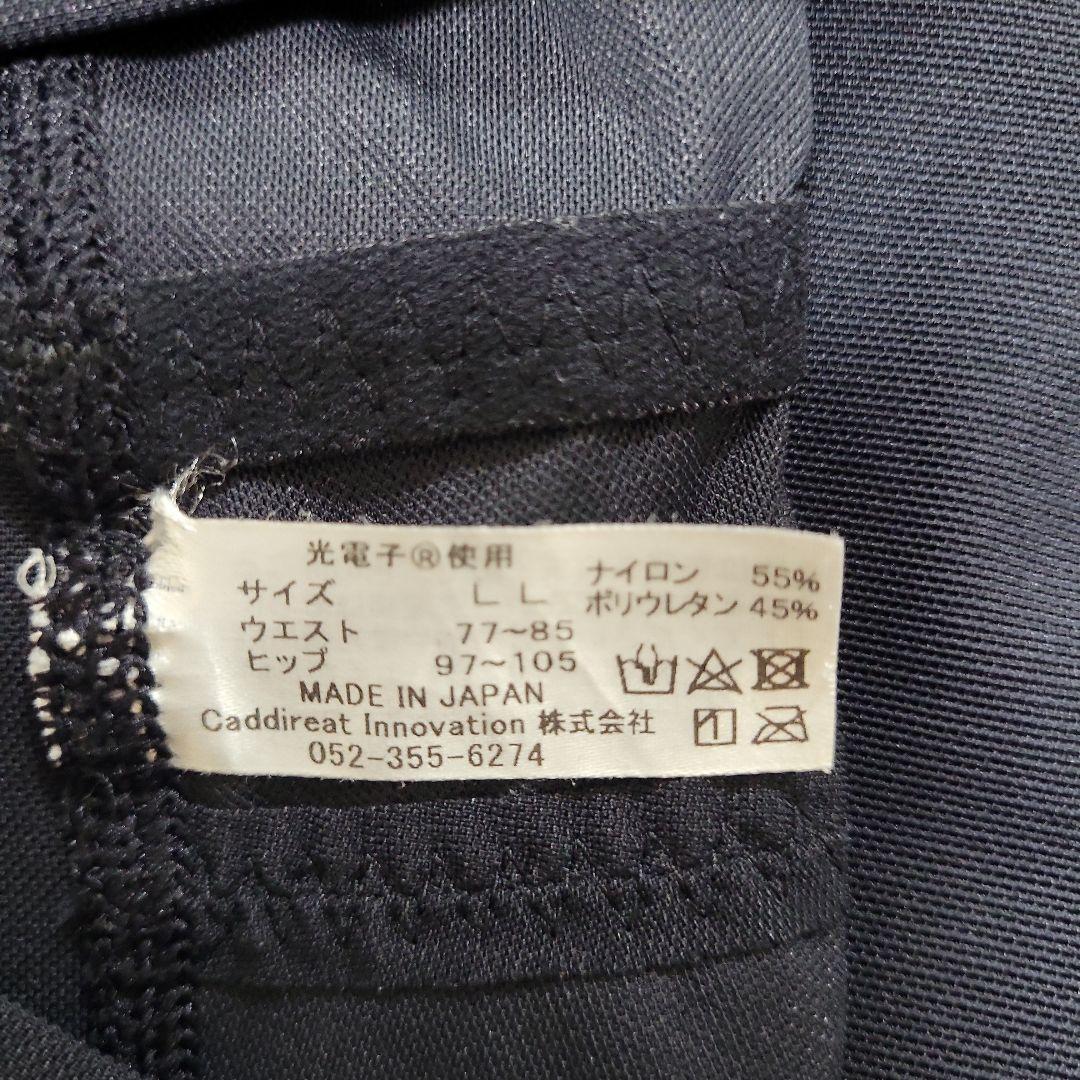 光電子®使用
サイズ LL
ウエスト 77~85
ヒップ 97~105
MADE IN JAPAN
Caddireat Innovation 株式会社
052-355-6274
ナイロン 55%
ポリウレタン 45%